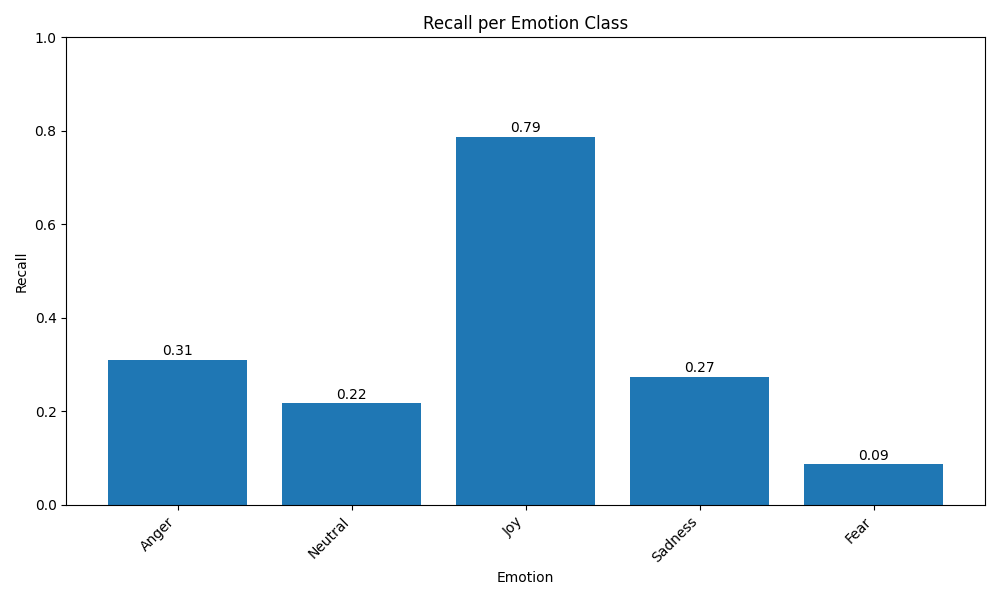 Recall per Emotion Class
1.0
0.8
0.6
0.4
0.2
0.0
Recall
0.31
0.22
0.79
0.27
0.09
Anger
Neutral
Joy
Sadness
Fear
Emotion